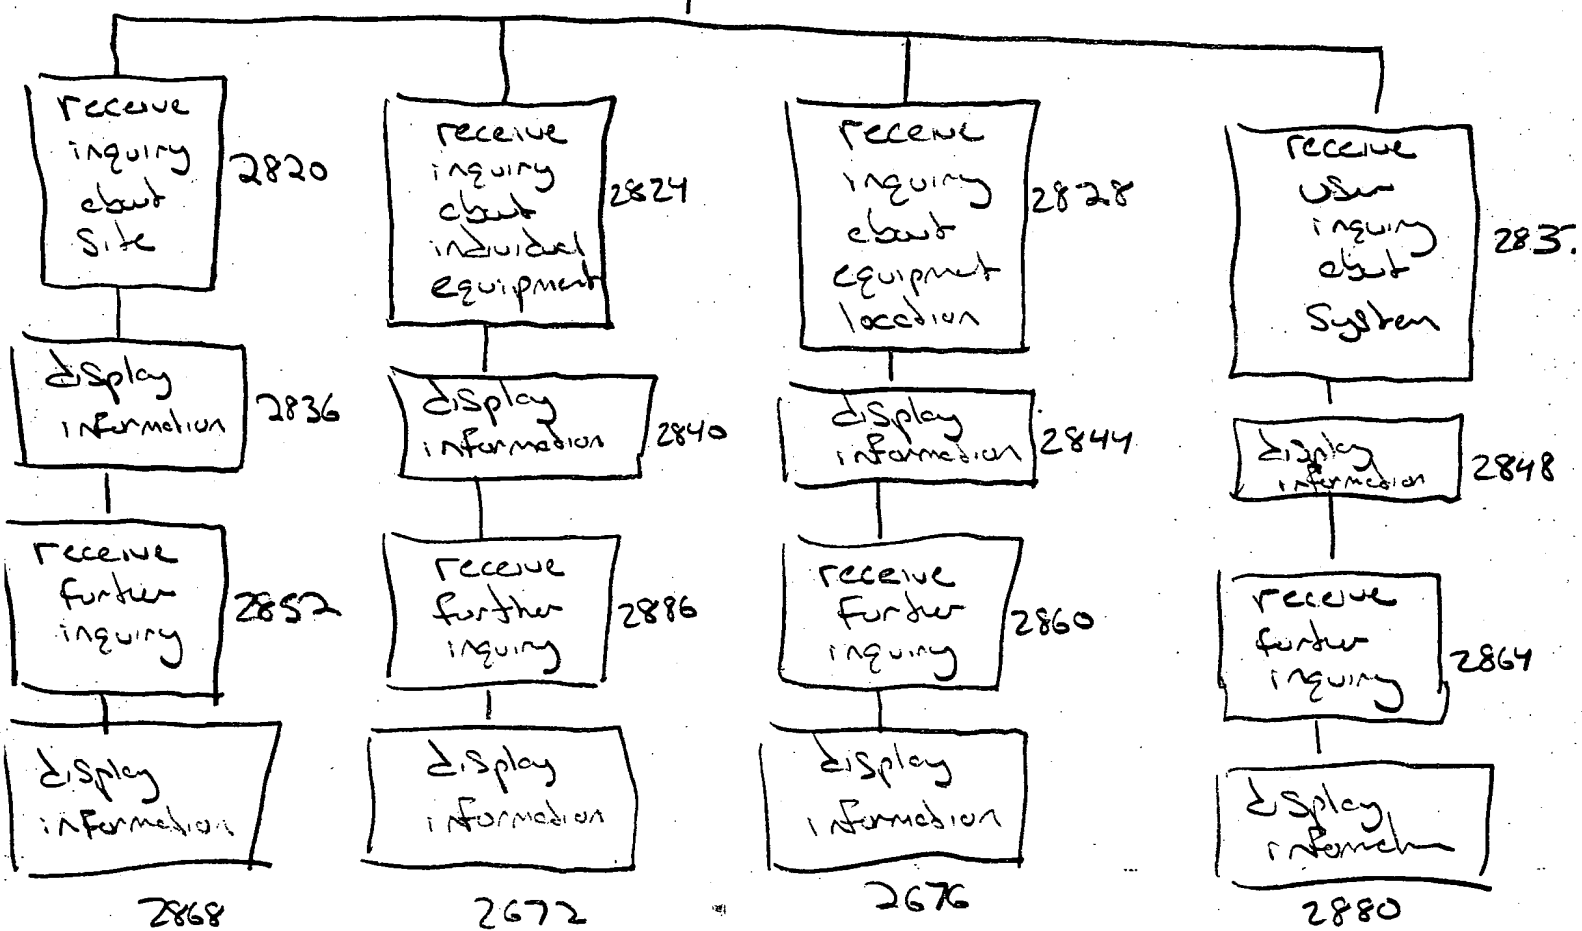 receive
inquiry
about
site
2820
receive
inquiry
about
individual
equipment
2824
receive
inquiry
about
equipment
location
2828
receive
user
inquiry
about
system
display
information
2836
display
information
2840
display
information
2844
display
information
2848
receive
further
inquiry
2852
receive
further
inquiry
2886
receive
further
inquiry
2860
receive
further
inquiry
2864
display
information
2868
display
information
2672
display
information
2676
display
information
2880